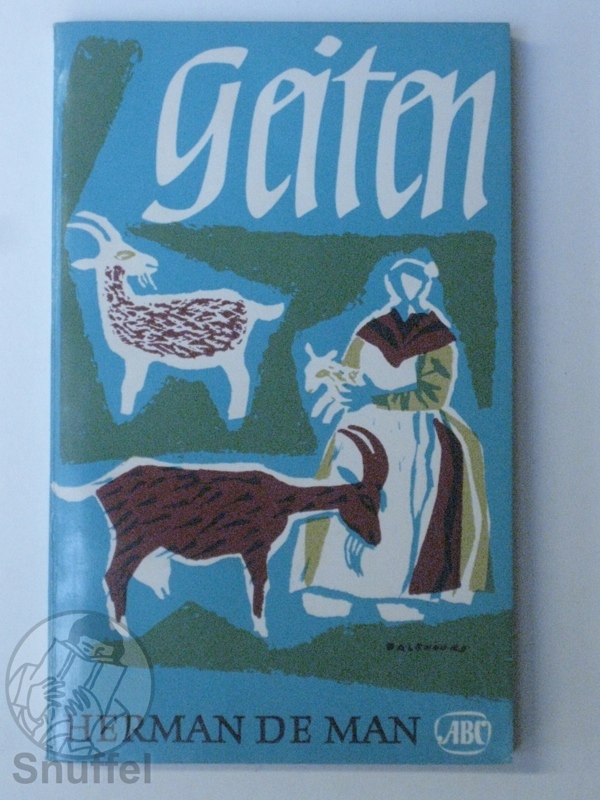 Geiten
HERMAN DE MAN ABC
Snuffel